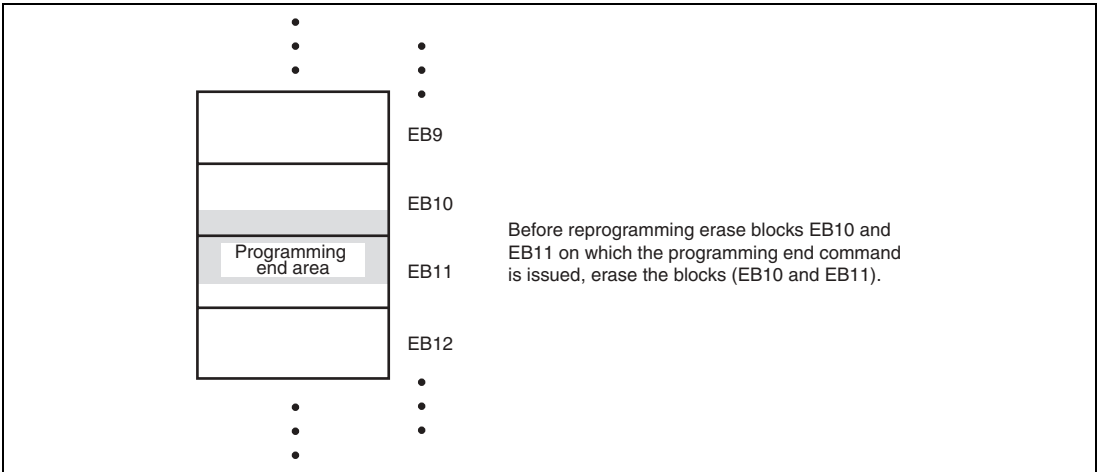 EB9
EB10
Programming
end area
EB11
EB12
Before reprogramming erase blocks EB10 and
EB11 on which the programming end command
is issued, erase the blocks (EB10 and EB11).